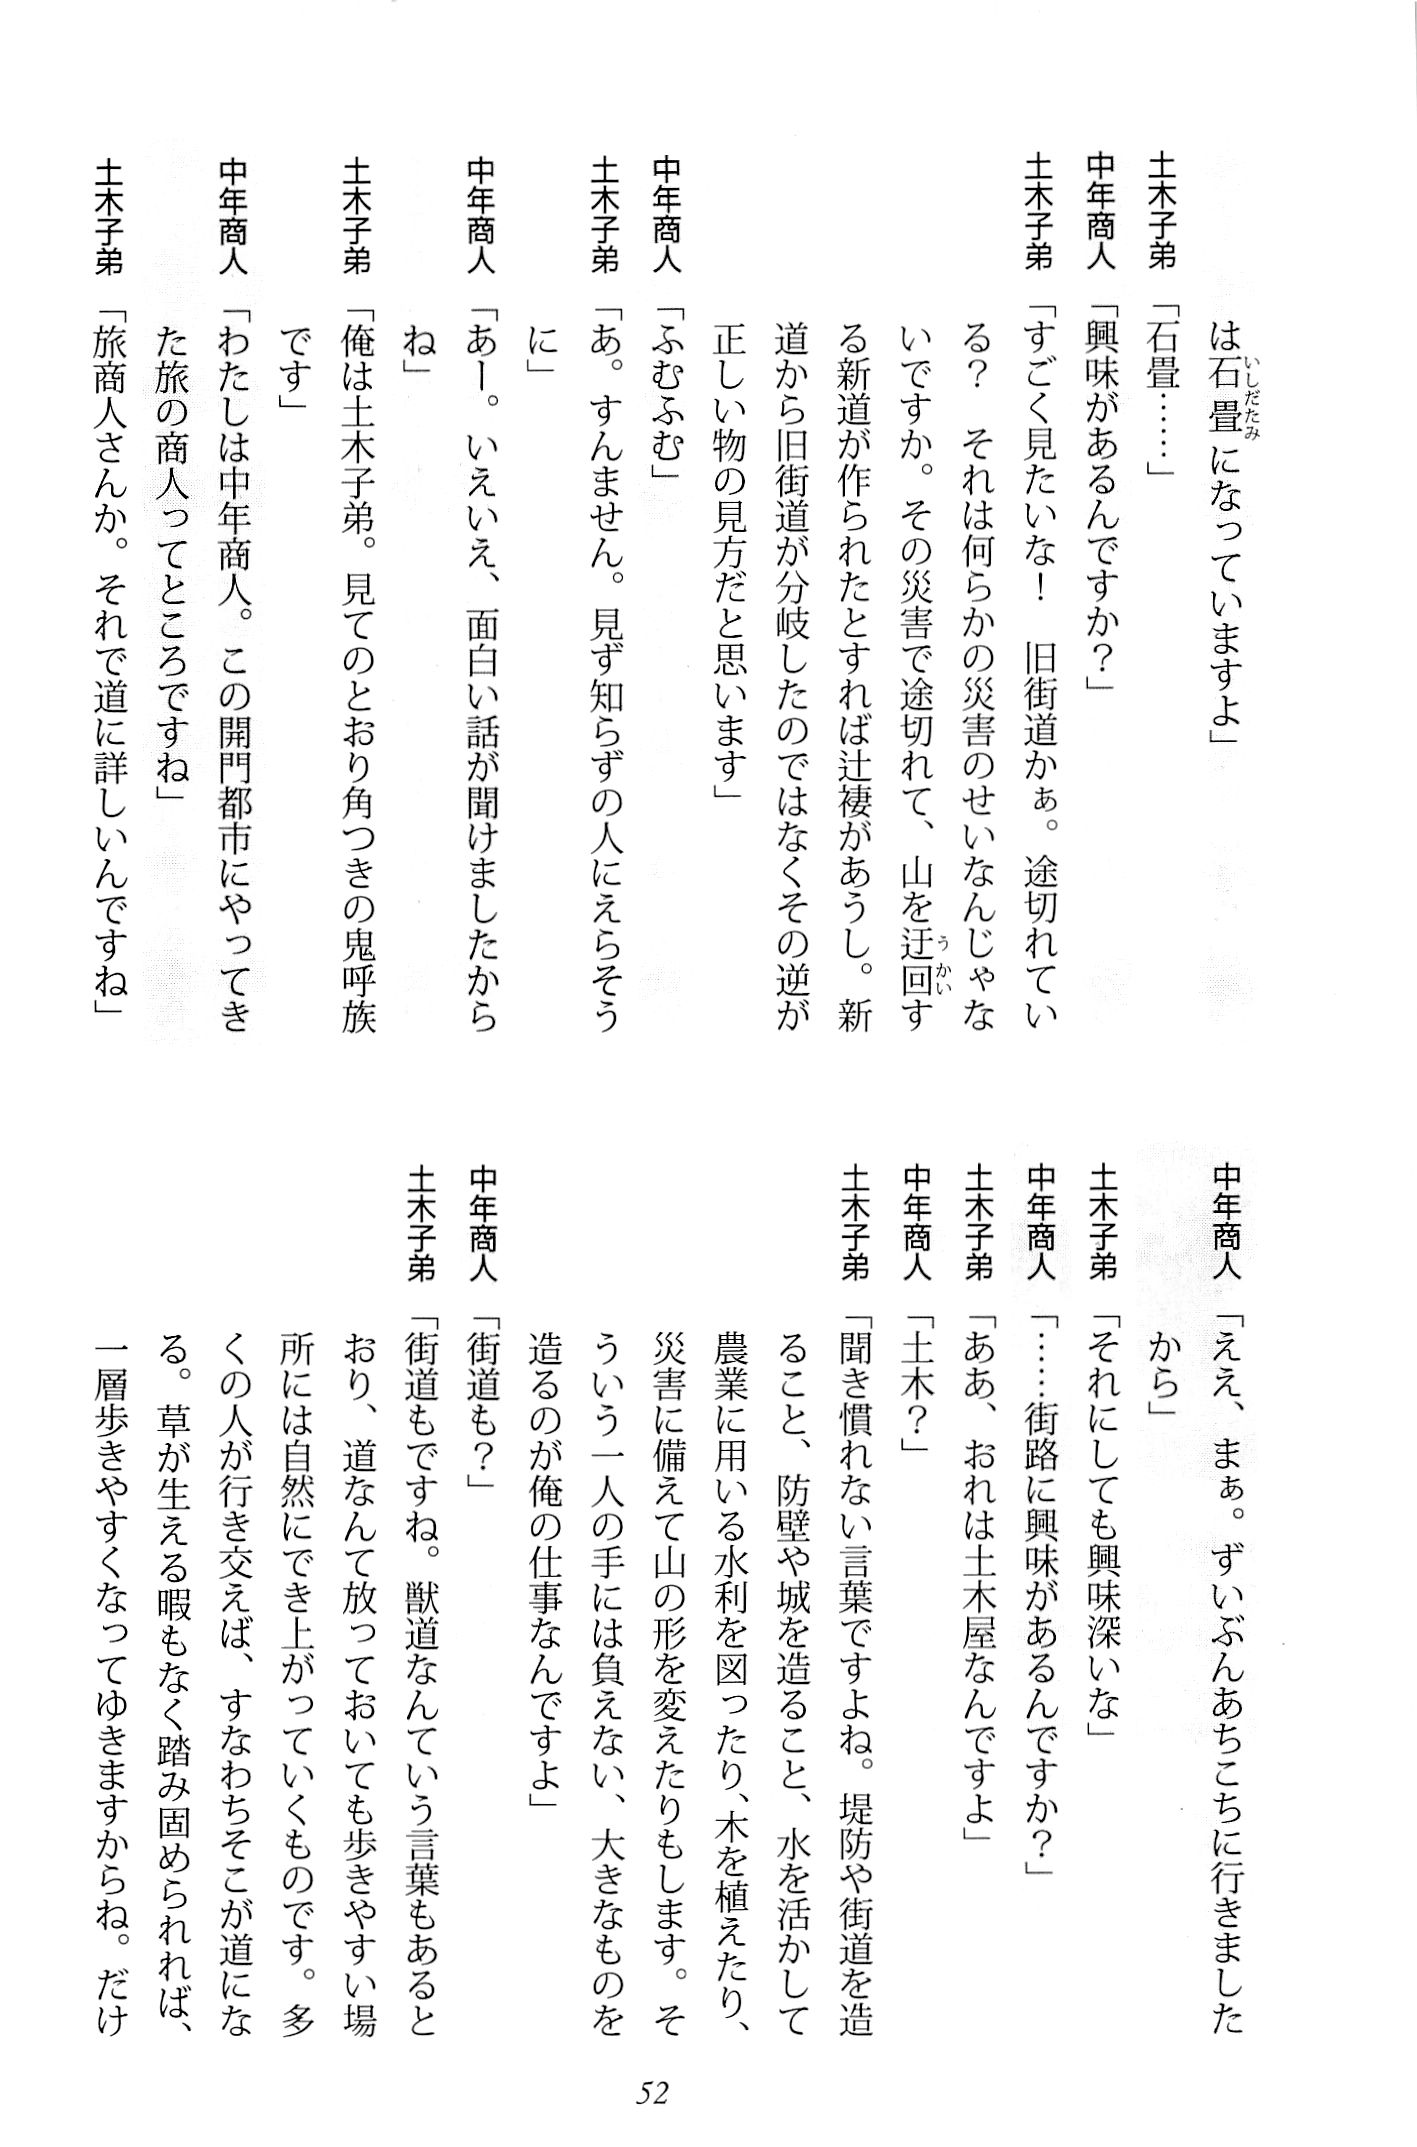 は石畳になっていますよ」
土木子弟「石畳……」
中年商人「興味があるんですか？」
土木子弟「すごく見たいな！　旧街道かぁ。途切れてい
る？　それは何らかの災害のせいなんじゃな
いですか。その災害で途切れて、山を迂回す
る新道が作られたとすれば辻褄があうし。新
道から旧街道が分岐したのではなくその逆が
正しい物の見方だと思います」
中年商人「ふむふむ」
土木子弟「あ。すんません。見ず知らずの人にえらそう
に」
中年商人「あー。いえいえ、面白い話が聞けましたから
ね」
土木子弟「俺は土木子弟。見てのとおり角つきの鬼呼族
です」
中年商人「わたしは中年商人。この開門都市にやってき
た旅の商人ってところですね」
土木子弟「旅商人さんか。それで道に詳しいんですね」
中年商人「ええ、まぁ。ずいぶんあちこちに行きました
から」
土木子弟「それにしても興味深いな」
中年商人「……街路に興味があるんですか？」
土木子弟「ああ、おれは土木屋なんですよ」
中年商人「土木？」
土木子弟「聞き慣れない言葉ですよね。堤防や街道を造
ること、防壁や城を造ること、水を活かして
農業に用いる水利を図ったり、木を植えたり、
災害に備えて山の形を変えたりもします。そ
ういう一人の手には負えない、大きなものを
造るのが俺の仕事なんですよ」
中年商人「街道も？」
土木子弟「街道もですね。獣道なんていう言葉もあると
おり、道なんて放っておいても歩きやすい場
所には自然にでき上がっていくものです。多
くの人が行き交えば、すなわちそこが道にな
る。草が生える暇もなく踏み固められれば、
一層歩きやすくなってゆきますからね。だけ
52